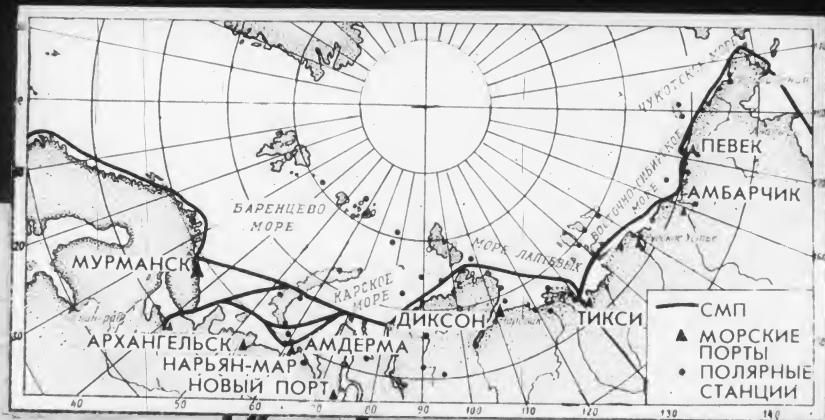 ЧУКОТСКОЕ МОРЕ
ПЕВЕК
ВОСТОЧНО-СИБИРСКОЕ
МОРЕ
АМБАРЧИК
БАРЕНЦЕВО
МОРЕ
МОРЕ ЛАПТЕВЫХ
МУРМАНСК
КАРСКОЕ
МОРЕ
ДИКСОН
ТИКСИ
АРХАНГЕЛЬСК
АМДЕРМА
НАРЬЯН-МАР
НОВЫЙ ПОРТ
СМП
МОРСКИЕ
ПОРТЫ
ПОЛЯРНЫЕ
СТАНЦИИ
40
50
60
70
80
90
100
110
120
130
140